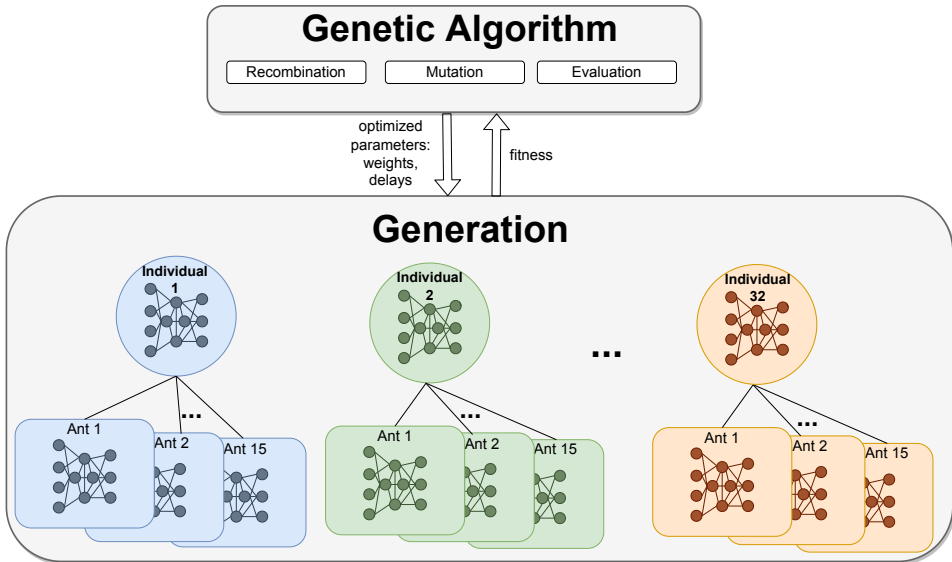 Genetic Algorithm
Recombination
Mutation
Evaluation
optimized
parameters:
weights,
delays
fitness
Generation
Individual
1
Individual
2
Individual
32
...
...
...
...
Ant 1
Ant 2
Ant 15
Ant 1
Ant 2
Ant 15
Ant 1
Ant 2
Ant 15